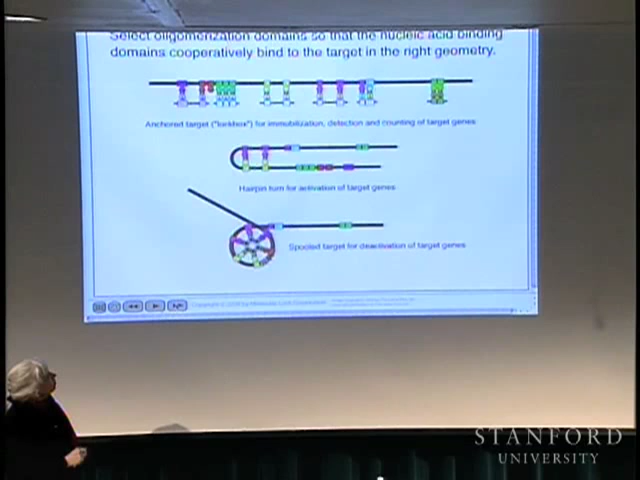 Select oligomerization domains so that the nucleic acid binding
domains cooperatively bind to the target in the right geometry.
Anchored target ("lockbox") for immobilization, detection and counting of target genes
Hairpin turn for activation of target genes
Spooled target for deactivation of target genes
STANFORD
UNIVERSITY